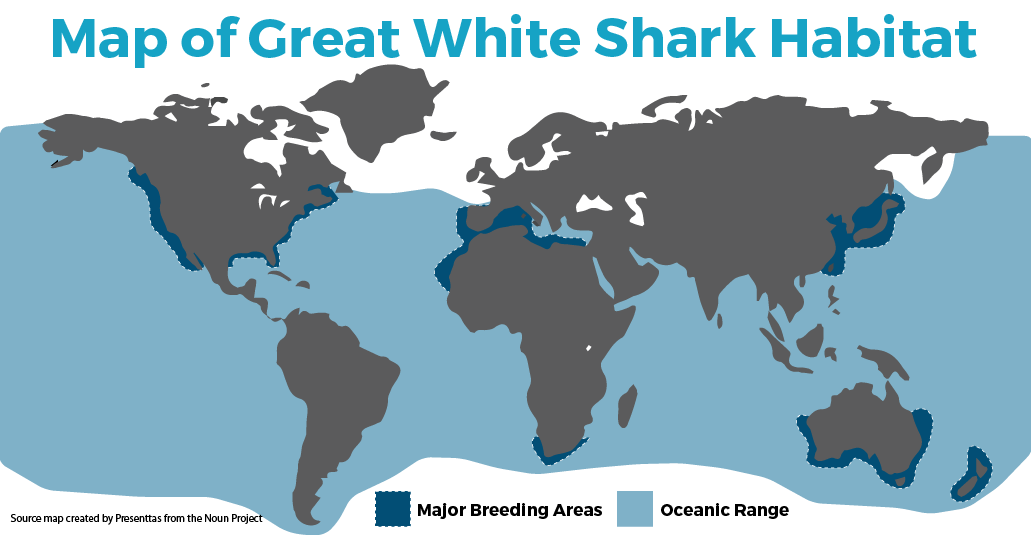 Map of Great White Shark Habitat
Major Breeding Areas
Oceanic Range
Source map created by Presenttas from the Noun Project